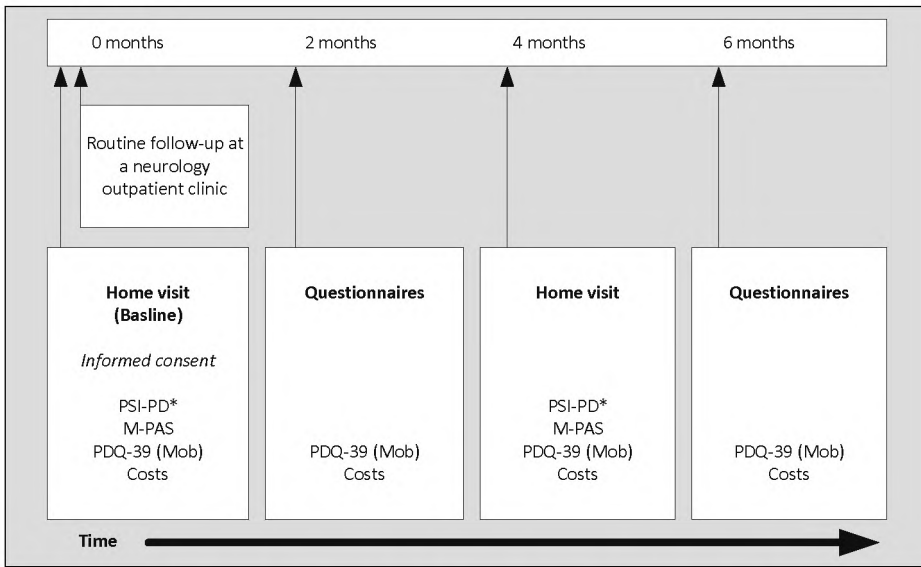 0 months
2 months
4 months
6 months
Routine follow-up at
a neurology
outpatient clinic
Home visit
(Basline)
Informed consent
PSI-PD*
M-PAS
PDQ-39 (Mob)
Costs
Questionnaires
PDQ-39 (Mob)
Costs
Home visit
PSI-PD*
M-PAS
PDQ-39 (Mob)
Costs
Questionnaires
PDQ-39 (Mob)
Costs
Time